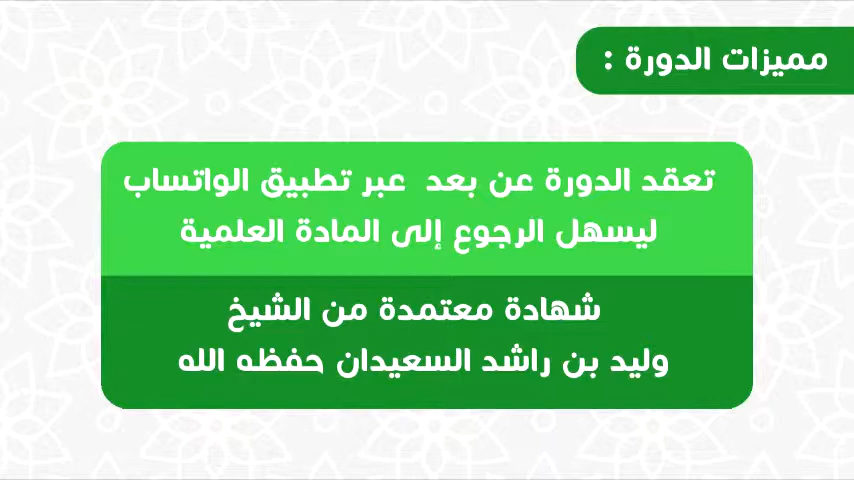 مميزات الدورة :
تعقد الدورة عن بعد عبر تطبيق الواتساب
ليسهل الرجوع إلى المادة العلمية
شهادة معتمدة من الشيخ
وليد بن راشد السعيدان حفظه الله